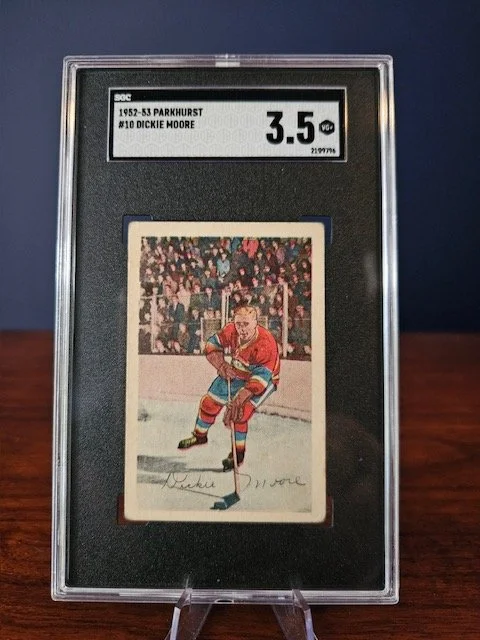 SGC
1952-53 PARKHURST
#10 DICKIE MOORE
3.5 VG+
2199796
Dickie Moore